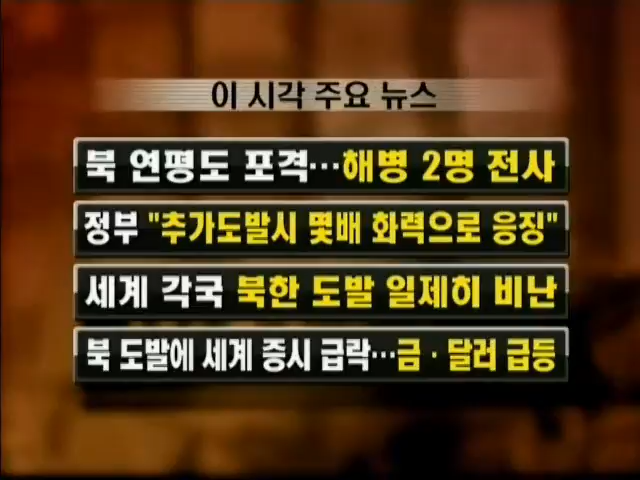 이 시각 주요 뉴스
북 연평도 포격···해병 2명 전사
정부 "추가도발시 몇배 화력으로 응징"
세계 각국 북한 도발 일제히 비난
북 도발에 세계 증시 급락···금·달러 급등